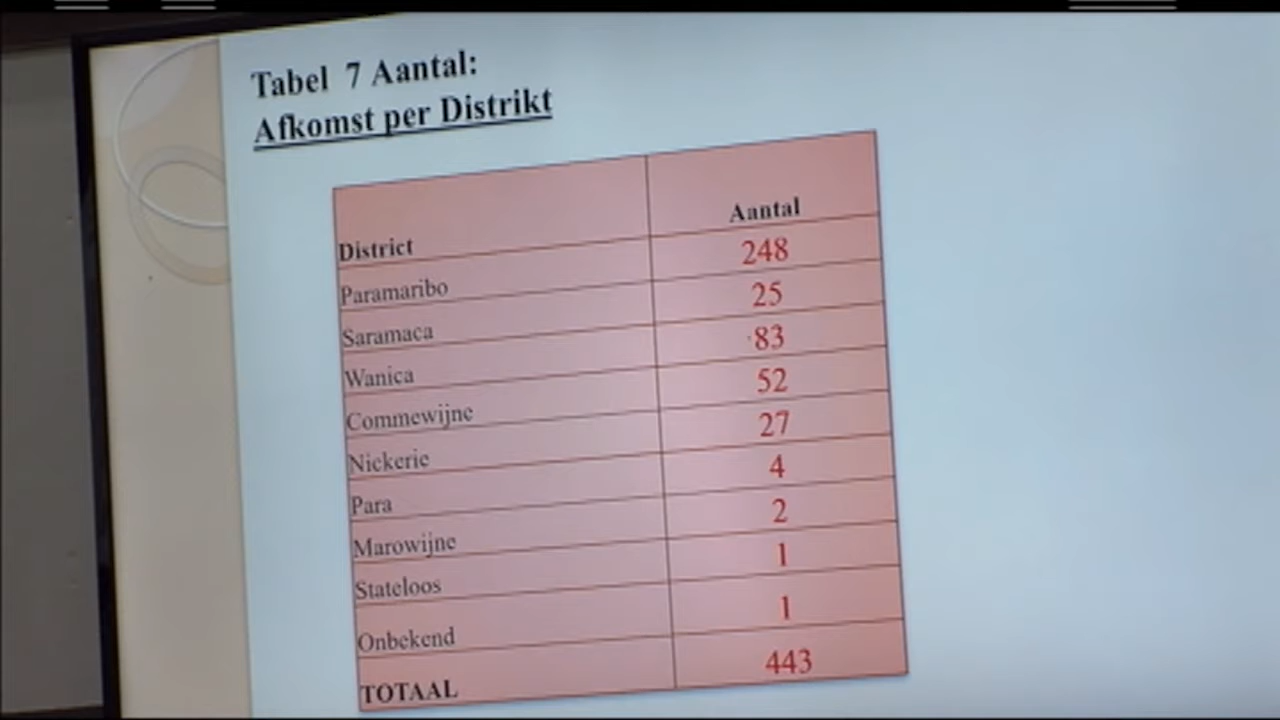 Tabel 7 Aantal:
Afkomst per Distrikt
District Aantal
Paramaribo 248
Saramaca 25
Wanica 83
Commewijne 52
Nickerie 27
Para 4
Marowijne 2
Stateloos 1
Onbekend 1
TOTAAL 443